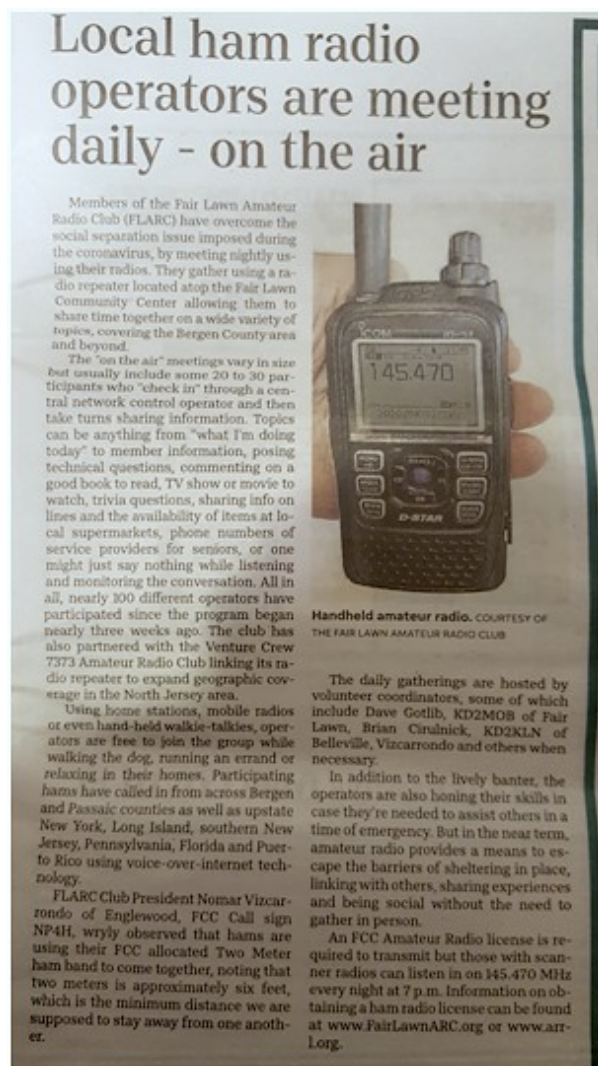 Local ham radio
operators are meeting
daily - on the air
Members of the Fair Lawn Amateur
Radio Club (FLARC) have overcome the
social separation issue imposed during
the coronavirus, by meeting nightly us-
ing their radios. They gather using a ra-
dio repeater located atop the Fair Lawn
Community Center allowing them to
share time together on a wide variety of
topics, covering the Bergen County area
and beyond.
The "on the air" meetings vary in size
but usually include some 20 to 30 par-
ticipants who "check in" through a cen-
tral network control operator and then
take turns sharing information. Topics
can be anything from "what I'm doing
today" to member information, posing
technical questions, commenting on a
good book to read, TV show or movie to
watch, trivia questions, sharing info on
lines and the availability of items at lo-
cal supermarkets, phone numbers of
service providers for seniors, or one
might just say nothing while listening
and monitoring the conversation. All in
all, nearly 100 different operators have
participated since the program began
nearly three weeks ago. The club has
also partnered with the Venture Crew
7373 Amateur Radio Club linking its ra-
dio repeater to expand geographic cov-
erage in the North Jersey area.
Using home stations, mobile radios
or even hand-held walkie-talkies, oper-
ators are free to join the group while
walking the dog, running an errand or
relaxing in their homes. Participating
hams have called in from across Bergen
and Passaic counties as well as upstate
New York, Long Island, southern New
Jersey, Pennsylvania, Florida and Puer-
to Rico using voice-over-internet tech-
nology.
FLARC Club President Nomar Vizcar-
rondo of Englewood, FCC Call sign
NP4H, wryly observed that hams are
using their FCC allocated Two Meter
ham band to come together, noting that
two meters is approximately six feet,
which is the minimum distance we are
supposed to stay away from one anoth-
er.
ICOM
145.470
D-STAR
Handheld amateur radio. COURTESY OF
THE FAIR LAWN AMATEUR RADIO CLUB
The daily gatherings are hosted by
volunteer coordinators, some of which
include Dave Gotlib, KD2MOB of Fair
Lawn, Brian Cirulnick, KD2KLN of
Belleville, Vizcarrondo and others when
necessary.
In addition to the lively banter, the
operators are also honing their skills in
case they're needed to assist others in a
time of emergency. But in the near term,
amateur radio provides a means to es-
cape the barriers of sheltering in place,
linking with others, sharing experiences
and being social without the need to
gather in person.
An FCC Amateur Radio license is re-
quired to transmit but those with scan-
ner radios can listen in on 145.470 MHz
every night at 7 p.m. Information on ob-
taining a ham radio license can be found
at www.FairLawnARC.org or www.arr-
l.org.